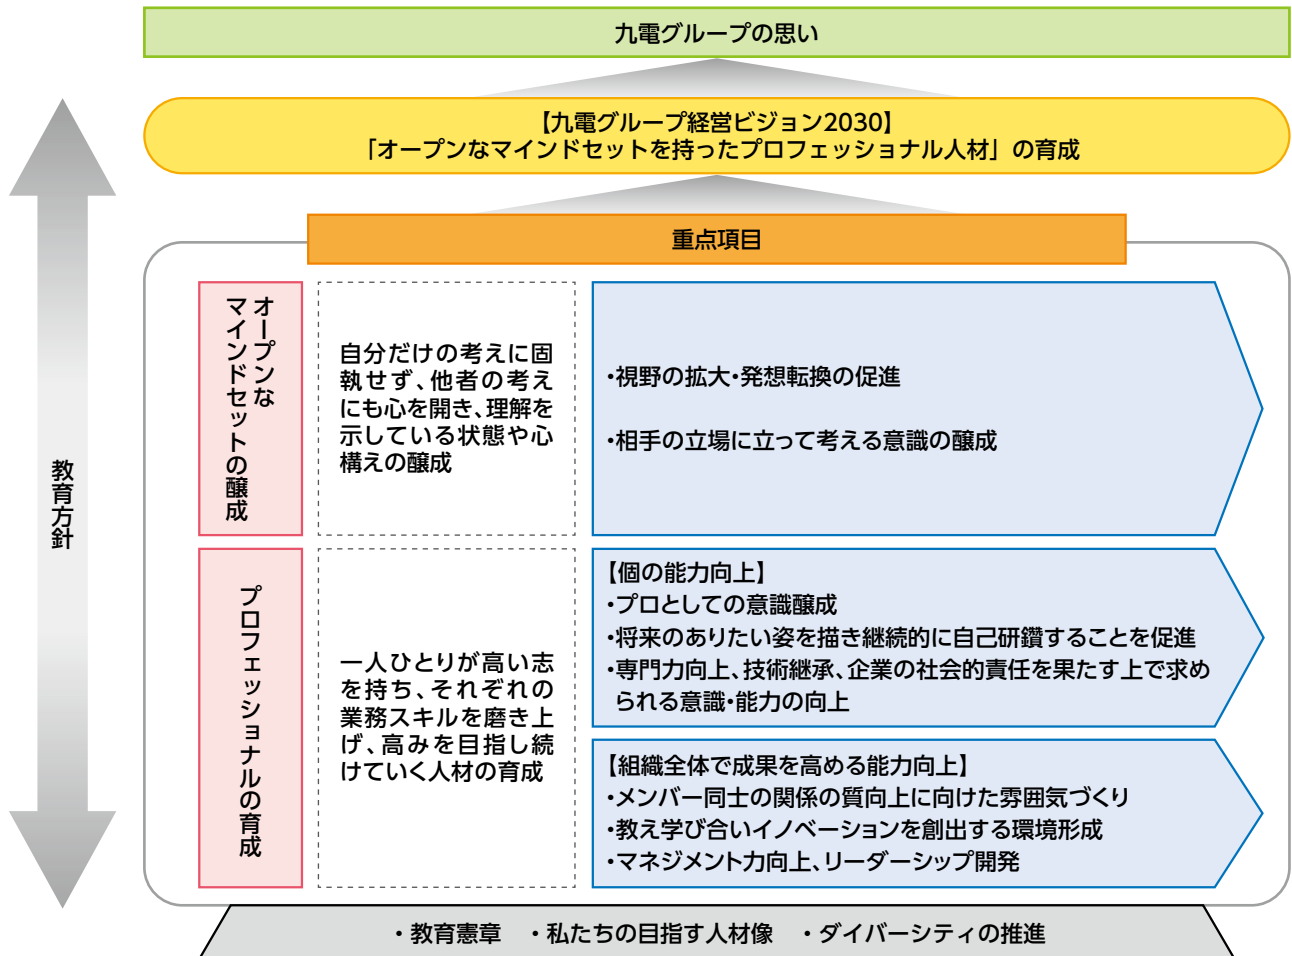 九電グループの思い
【九電グループ経営ビジョン2030】
「オープンなマインドセットを持ったプロフェッショナル人材」の育成
教育方針
重点項目
オープンな
マインドセットの醸成
自分だけの考えに固
執せず、他者の考え
にも心を開き、理解を
示している状態や心
構えの醸成
・視野の拡大・発想転換の促進
・相手の立場に立って考える意識の醸成
プロフェッショナルの育成
一人ひとりが高い志
を持ち、それぞれの
業務スキルを磨き上
げ、高みを目指し続
けていく人材の育成
【個の能力向上】
・プロとしての意識醸成
・将来のありたい姿を描き継続的に自己研鑽することを促進
・専門力向上、技術継承、企業の社会的責任を果たす上で求め
られる意識・能力の向上
【組織全体で成果を高める能力向上】
・メンバー同士の関係の質向上に向けた雰囲気づくり
・教え学び合いイノベーションを創出する環境形成
・マネジメント力向上、リーダーシップ開発
・教育憲章　・私たちの目指す人材像　・ダイバーシティの推進